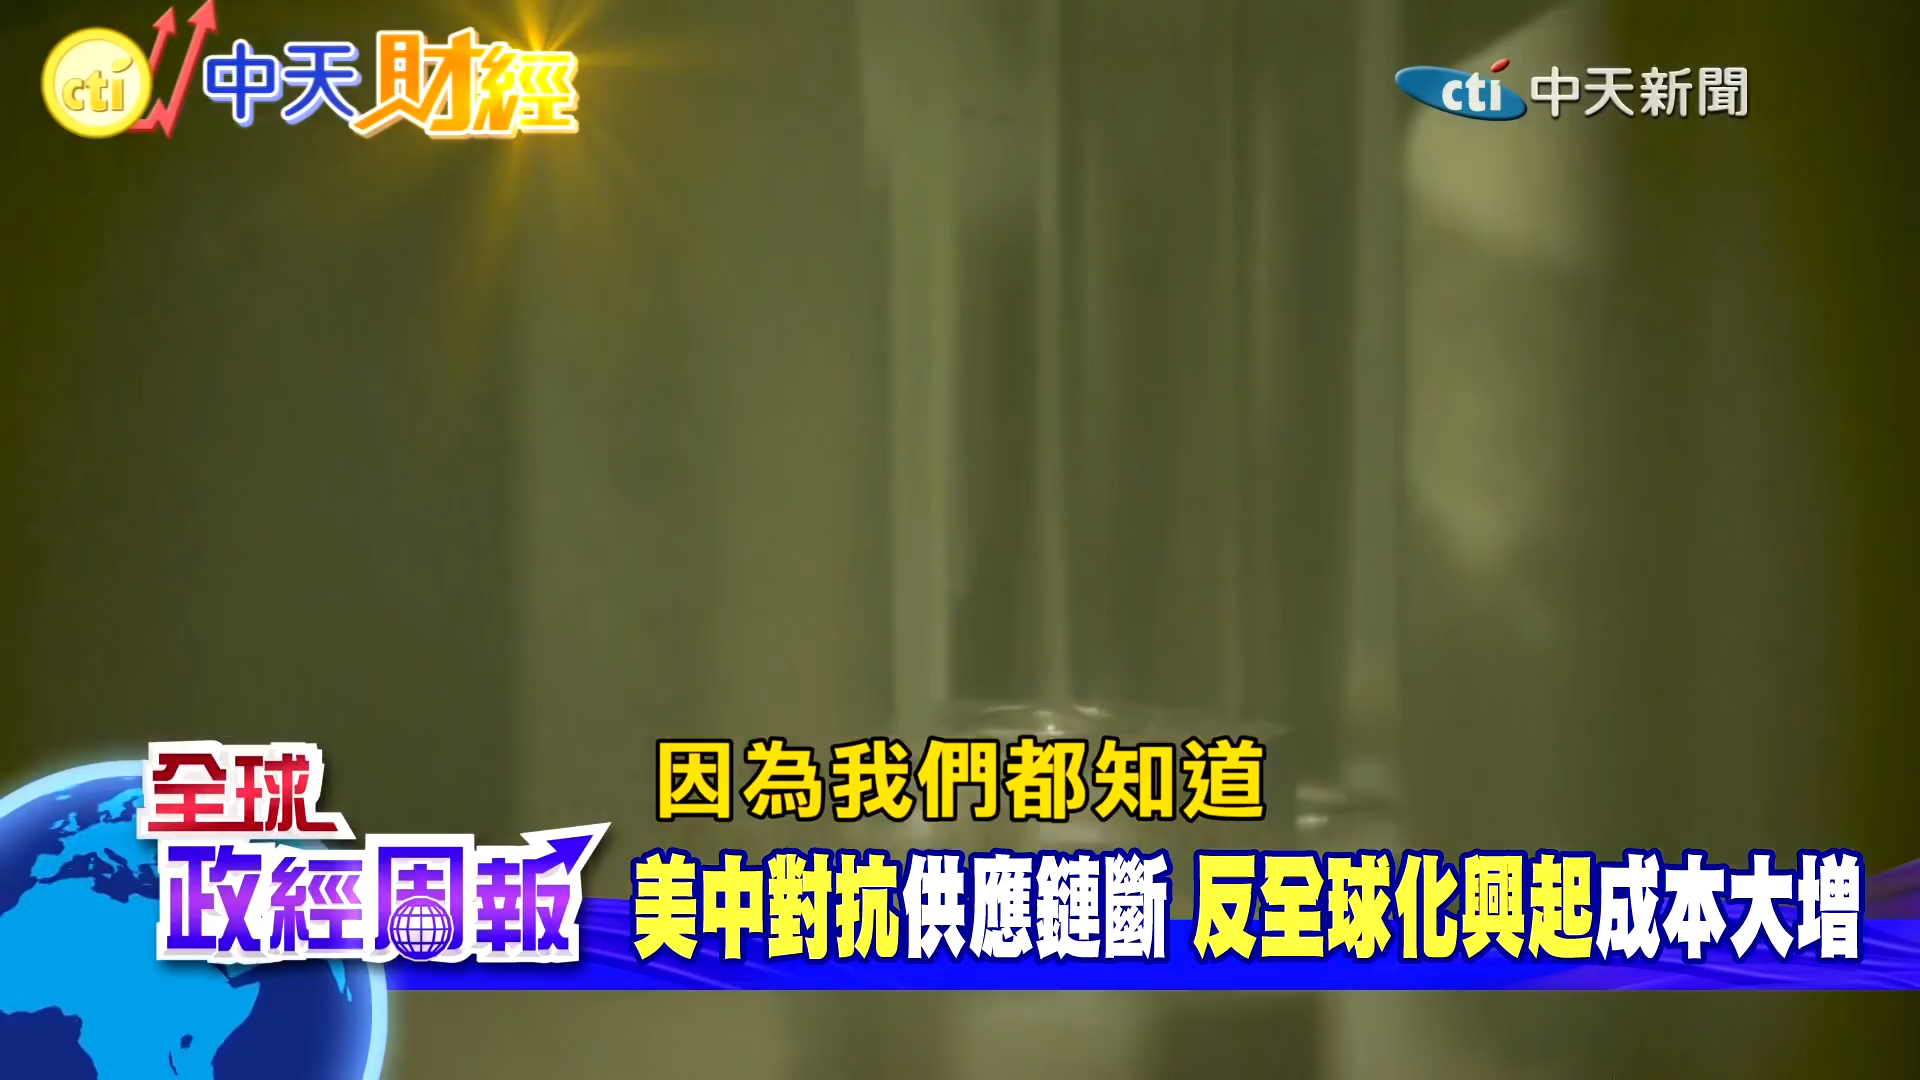 cti 中天財經
cti 中天新聞
因為我們都知道
全球
政經周報
美中對抗供應鏈斷 反全球化興起成本大增